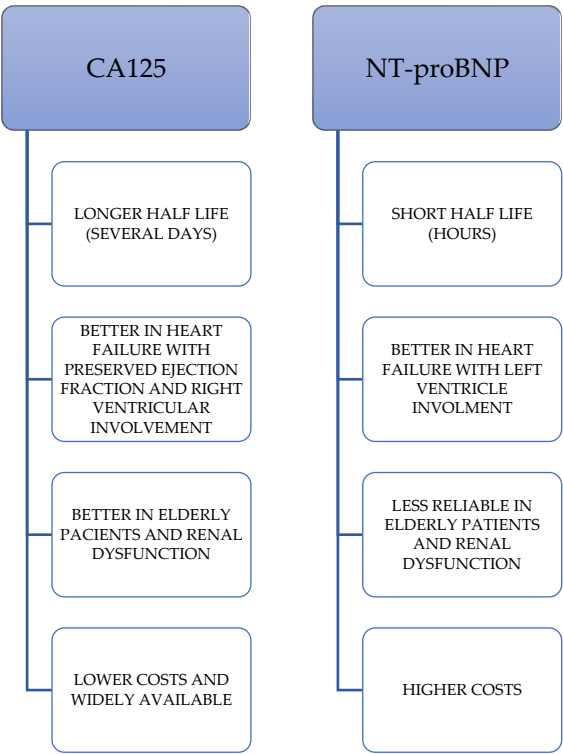 CA125
LONGER HALF LIFE
(SEVERAL DAYS)
BETTER IN HEART
FAILURE WITH
PRESERVED EJECTION
FRACTION AND RIGHT
VENTRICULAR
INVOLVEMENT
BETTER IN ELDERLY
PACIENTS AND RENAL
DYSFUNCTION
LOWER COSTS AND
WIDELY AVAILABLE
NT-proBNP
SHORT HALF LIFE
(HOURS)
BETTER IN HEART
FAILURE WITH LEFT
VENTRICLE
INVOLMENT
LESS RELIABLE IN
ELDERLY PATIENTS
AND RENAL
DYSFUNCTION
HIGHER COSTS